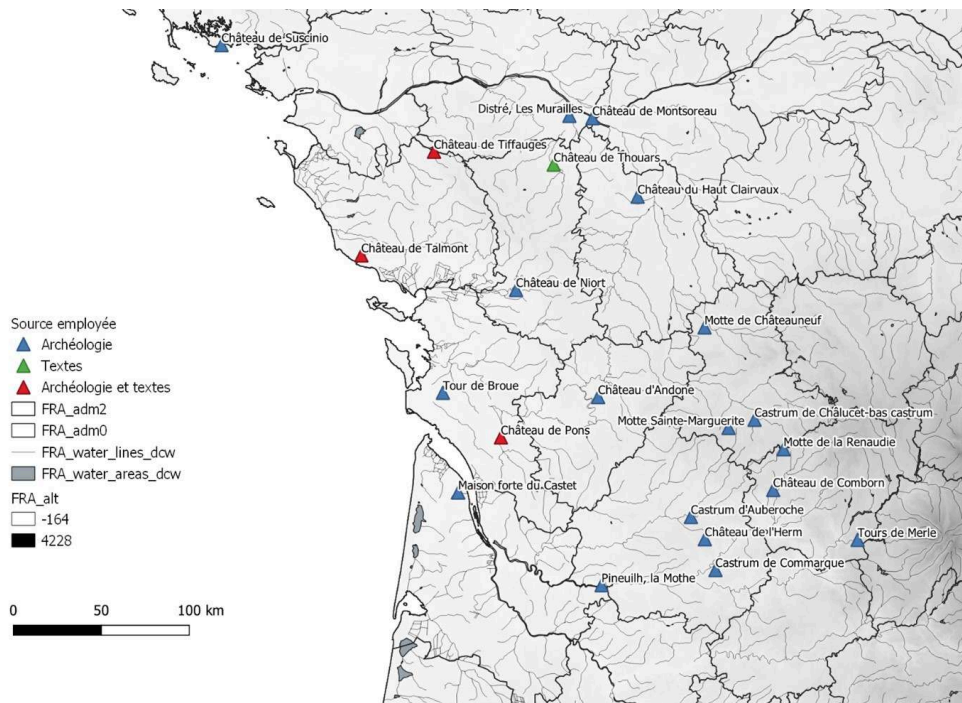 Château de Suscinio
Distré, Les Murailles
Château de Montsoreau
Château de Tiffauges
Château de Thouars
Château du Haut Clairvaux
Château de Talmont
Château de Niort
Motte de Châteauneuf
Source employée
Archéologie
Textes
Archéologie et textes
FRA_adm2
FRA_adm0
FRA_water_lines_dcw
FRA_water_areas_dcw
FRA_alt
-164
4228
Tour de Broue
Château d'Andone
Motte Sainte-Marguerite
Castrum de Châlucet-bas castrum
Château de Pons
Motte de la Renaudie
Maison forte du Castet
Château de Comborn
Castrum d'Auberoche
Château de l'Herm
Tours de Merle
Castrum de Commarque
Pineuilh, la Mothe
0 50 100 km